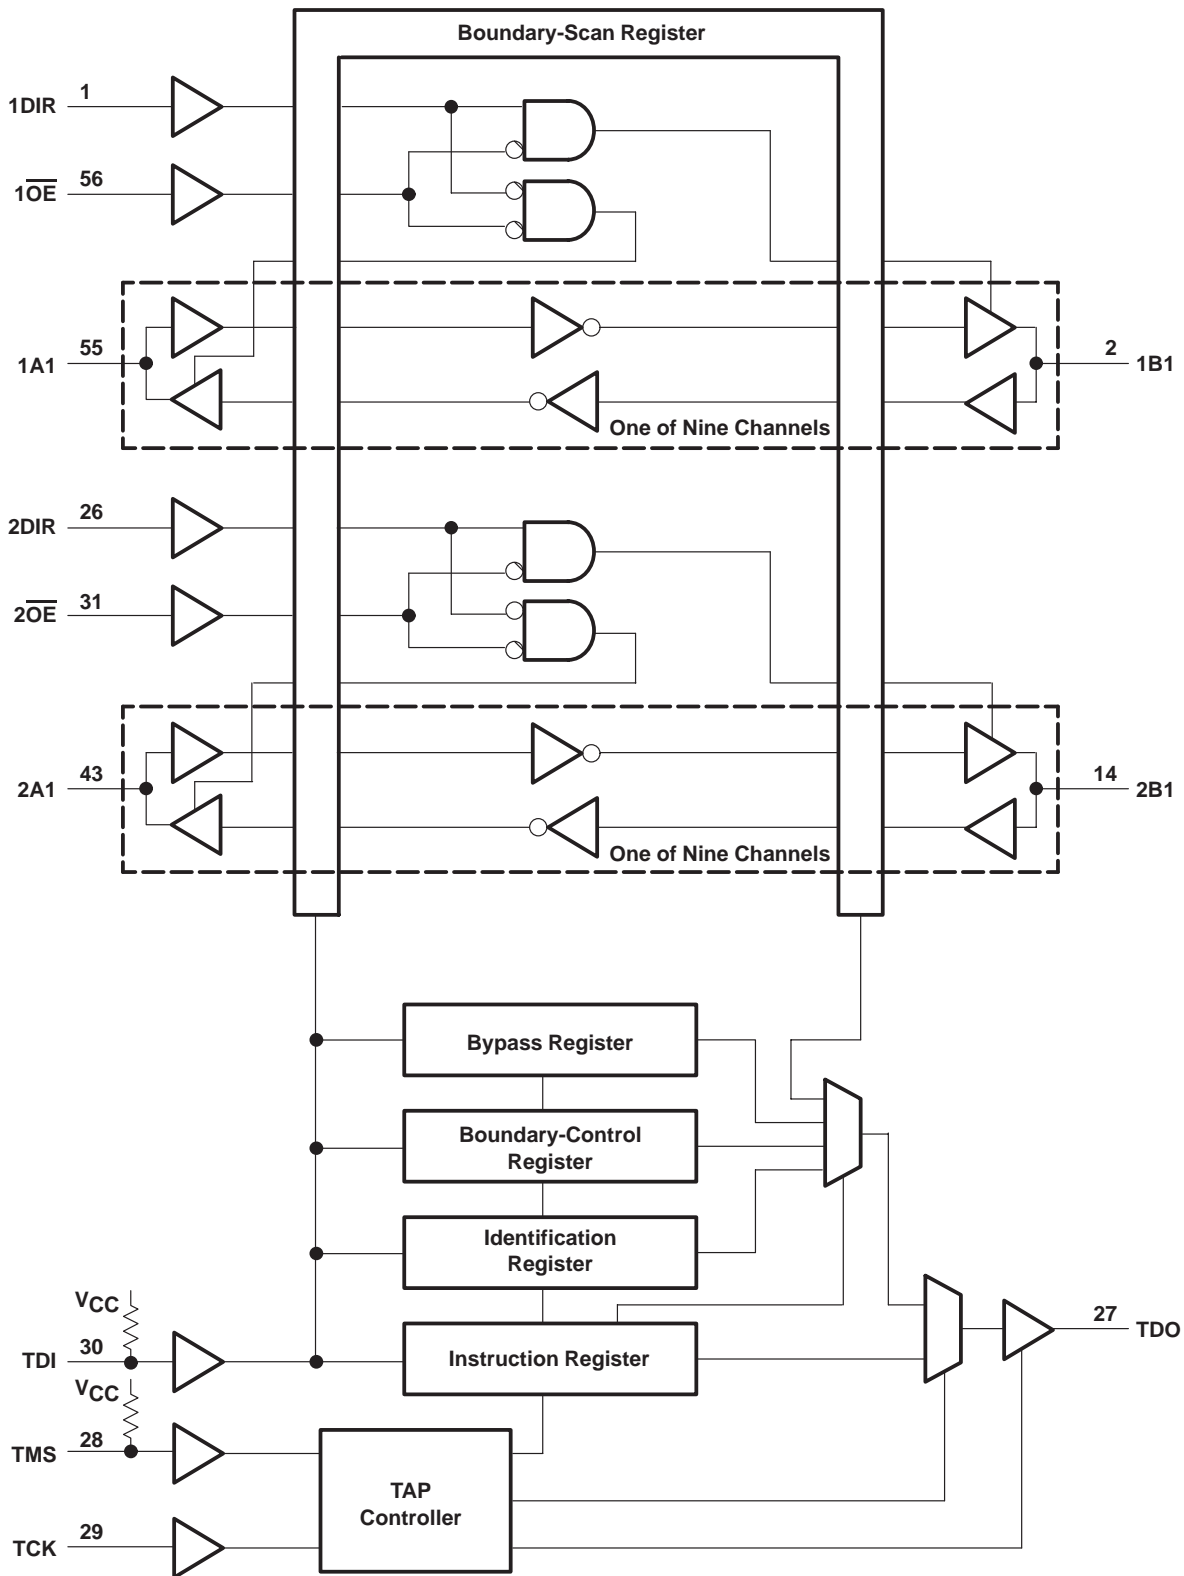 Boundary-Scan Register
1DIR 1
1OE 56
1A1 55
2 1B1
One of Nine Channels
2DIR 26
2OE 31
2A1 43
14 2B1
One of Nine Channels
Bypass Register
Boundary-Control
Register
Identification
Register
VCC
TDI 30
Instruction Register
27 TDO
VCC
TMS 28
TAP
Controller
TCK 29